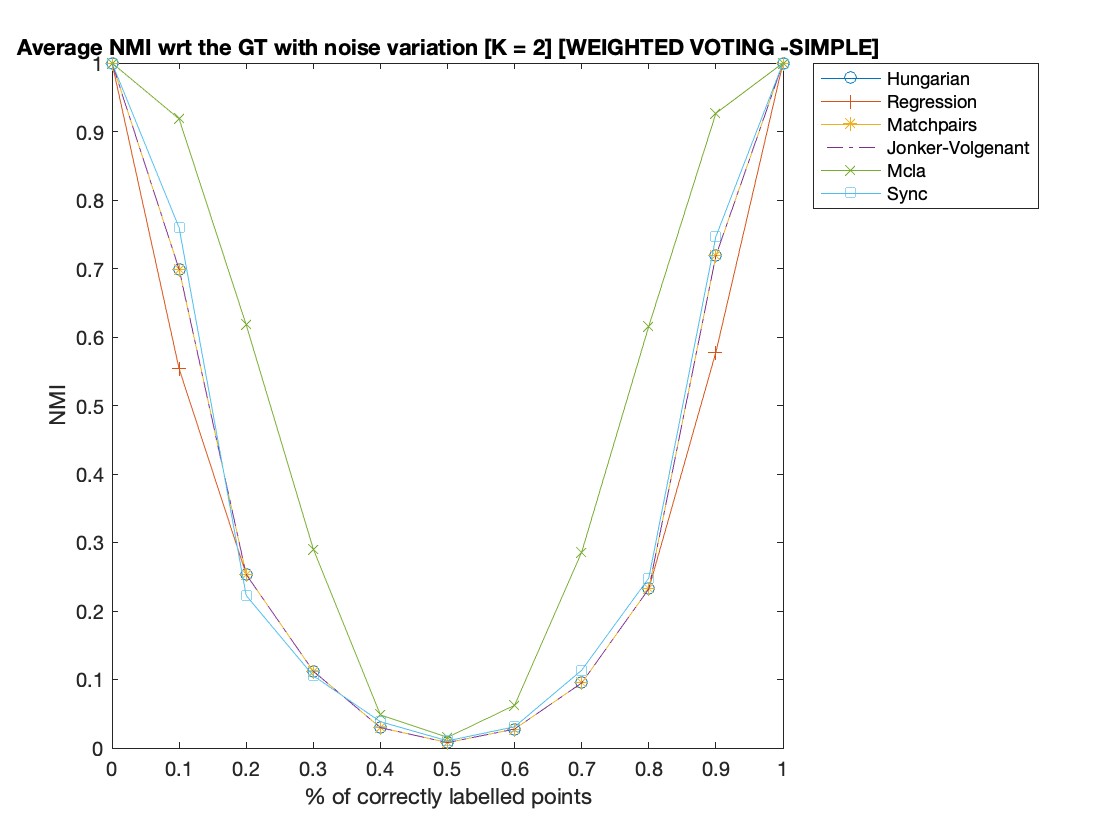 Average NMI wrt the GT with noise variation [K = 2] [WEIGHTED VOTING -SIMPLE]
1
0.9
0.8
0.7
0.6
0.5
0.4
0.3
0.2
0.1
0
NMI
0 0.1 0.2 0.3 0.4 0.5 0.6 0.7 0.8 0.9 1
% of correctly labelled points
Hungarian
Regression
Matchpairs
Jonker-Volgenant
Mcla
Sync